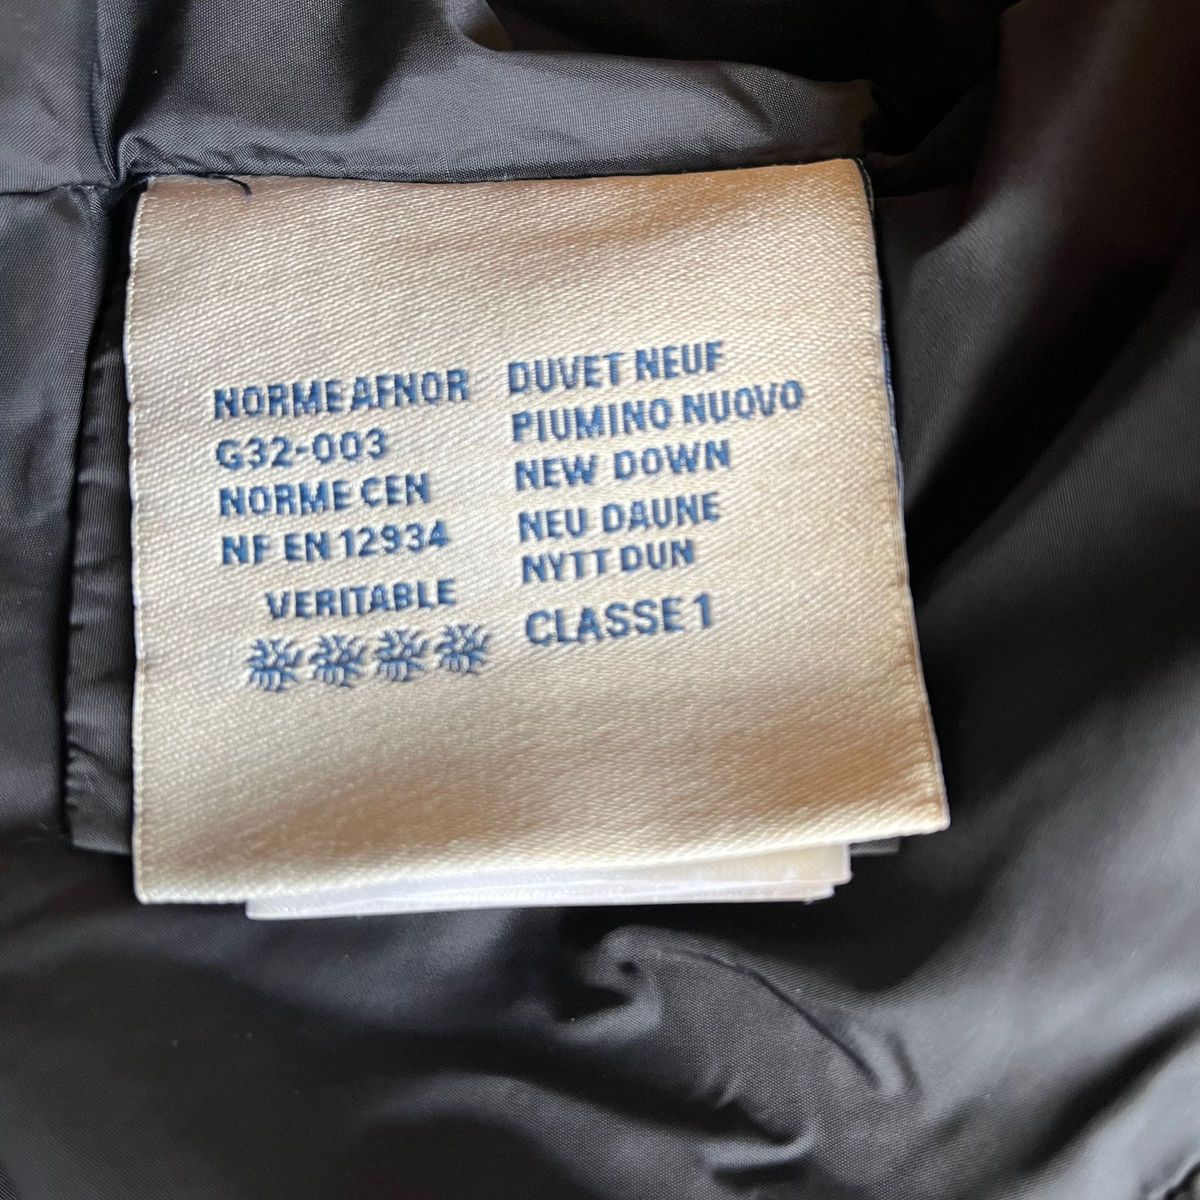 NORME AFNOR
G32-003
NORME CEN
NF EN 12934
VERITABLE
DUVET NEUF
PIUMINO NUOVO
NEW DOWN
NEU DAUNE
NYTT DUN
CLASSE 1